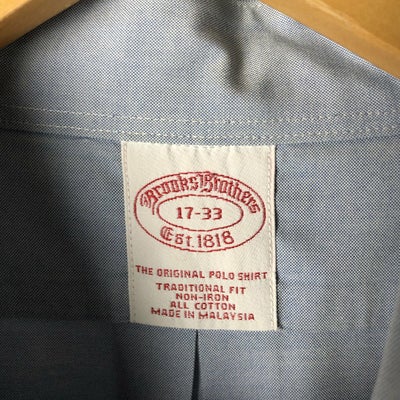 Brooks Brothers
17-33
Est. 1818
THE ORIGINAL POLO SHIRT
TRADITIONAL FIT
NON-IRON
ALL COTTON
MADE IN MALAYSIA